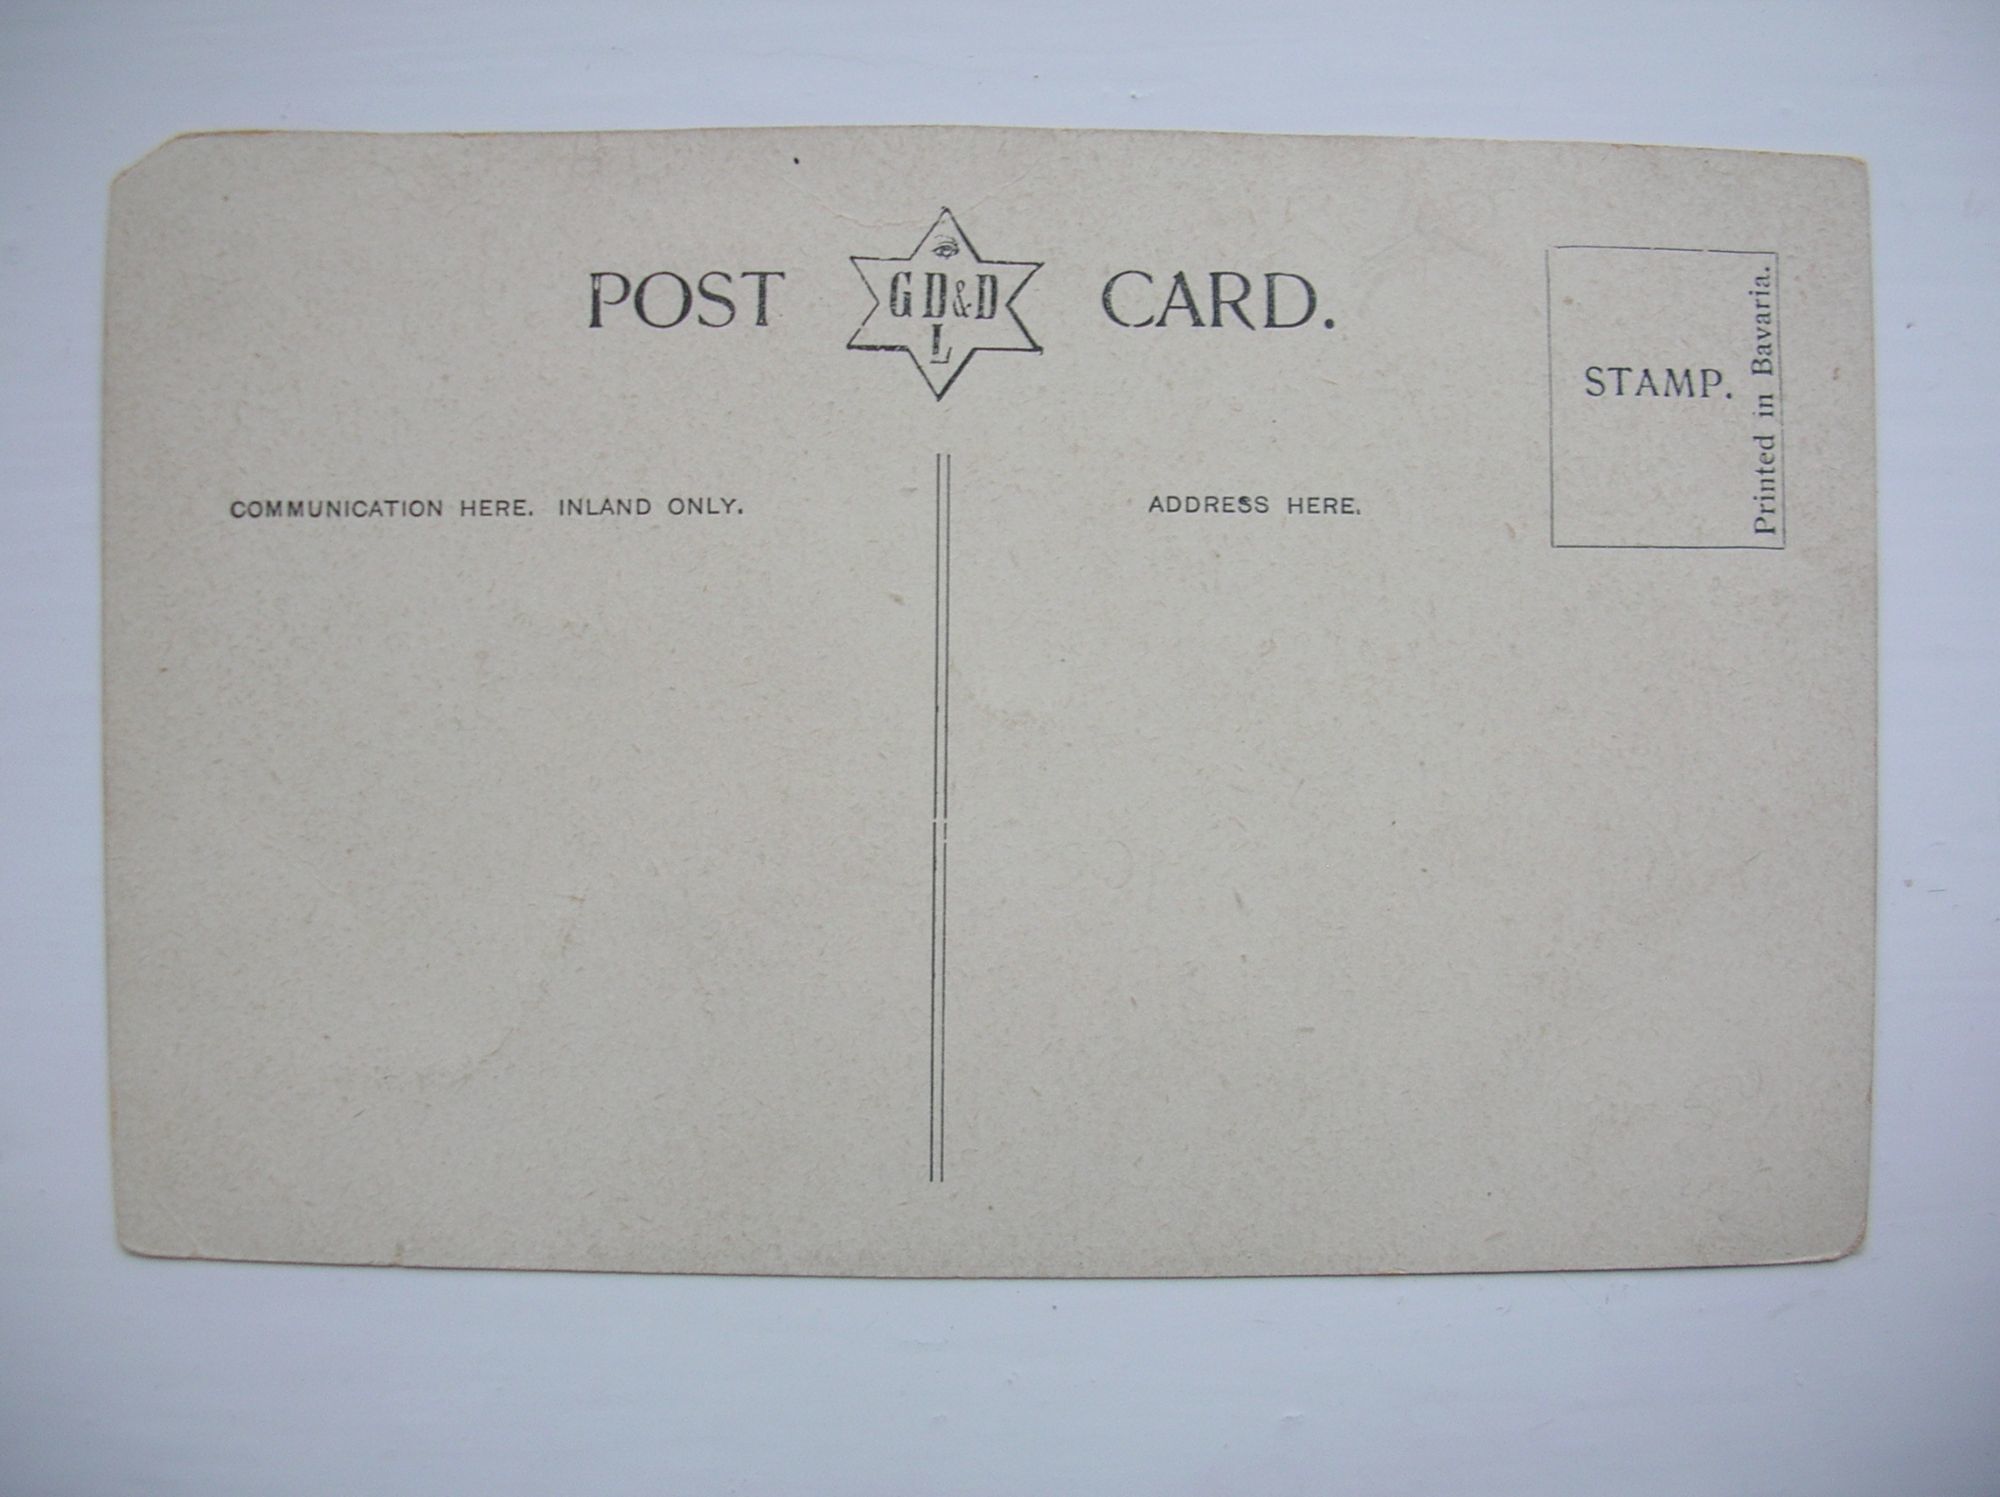 POST CARD.
G D & D
L
STAMP.
Printed in Bavaria.
COMMUNICATION HERE. INLAND ONLY.
ADDRESS HERE.